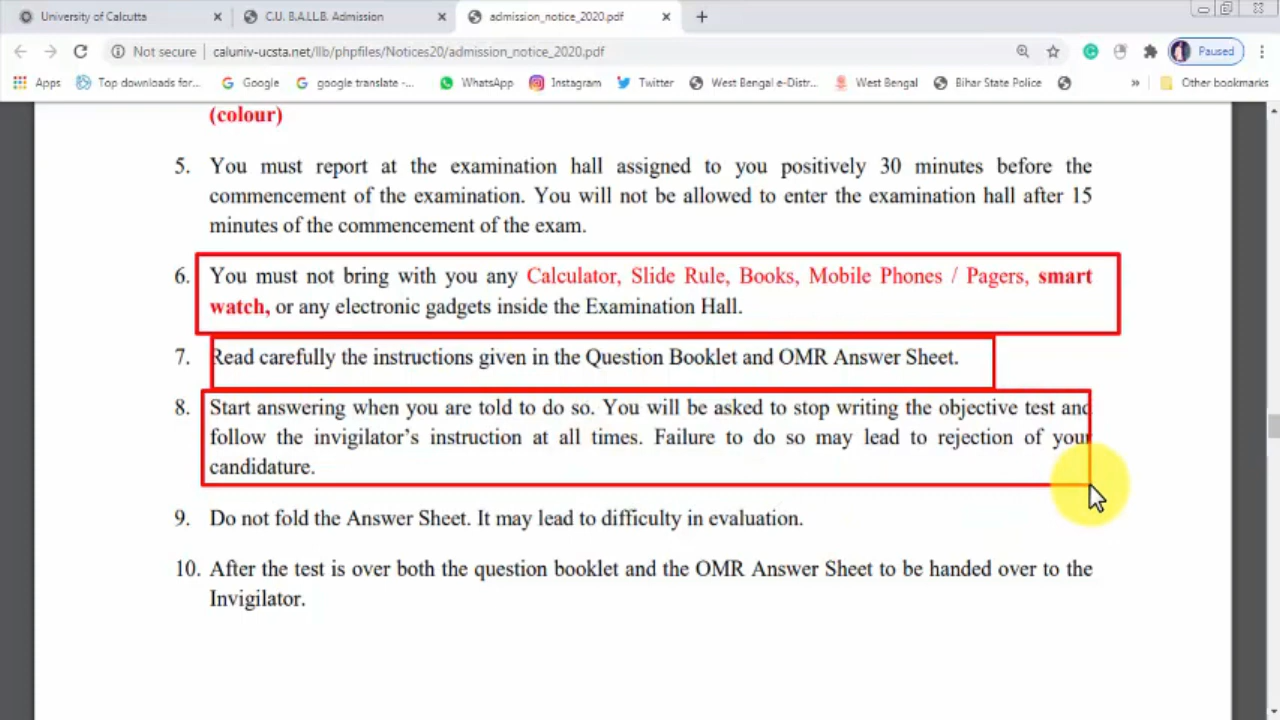 University of Calcutta
C.U. B.A.LL.B. Admission
admission_notice_2020.pdf
Not secure
caluniv-ucsta.net/llb/phpfiles/Notices20/admission_notice_2020.pdf
Paused
Apps
Top downloads for...
Google
google translate -...
WhatsApp
Instagram
Twitter
West Bengal e-Distr...
West Bengal
Bihar State Police
»
Other bookmarks
(colour)
5. You must report at the examination hall assigned to you positively 30 minutes before the
commencement of the examination. You will not be allowed to enter the examination hall after 15
minutes of the commencement of the exam.
6. You must not bring with you any Calculator, Slide Rule, Books, Mobile Phones / Pagers, smart
watch, or any electronic gadgets inside the Examination Hall.
7. Read carefully the instructions given in the Question Booklet and OMR Answer Sheet.
8. Start answering when you are told to do so. You will be asked to stop writing the objective test and
follow the invigilator's instruction at all times. Failure to do so may lead to rejection of your
candidature.
9. Do not fold the Answer Sheet. It may lead to difficulty in evaluation.
10. After the test is over both the question booklet and the OMR Answer Sheet to be handed over to the
Invigilator.